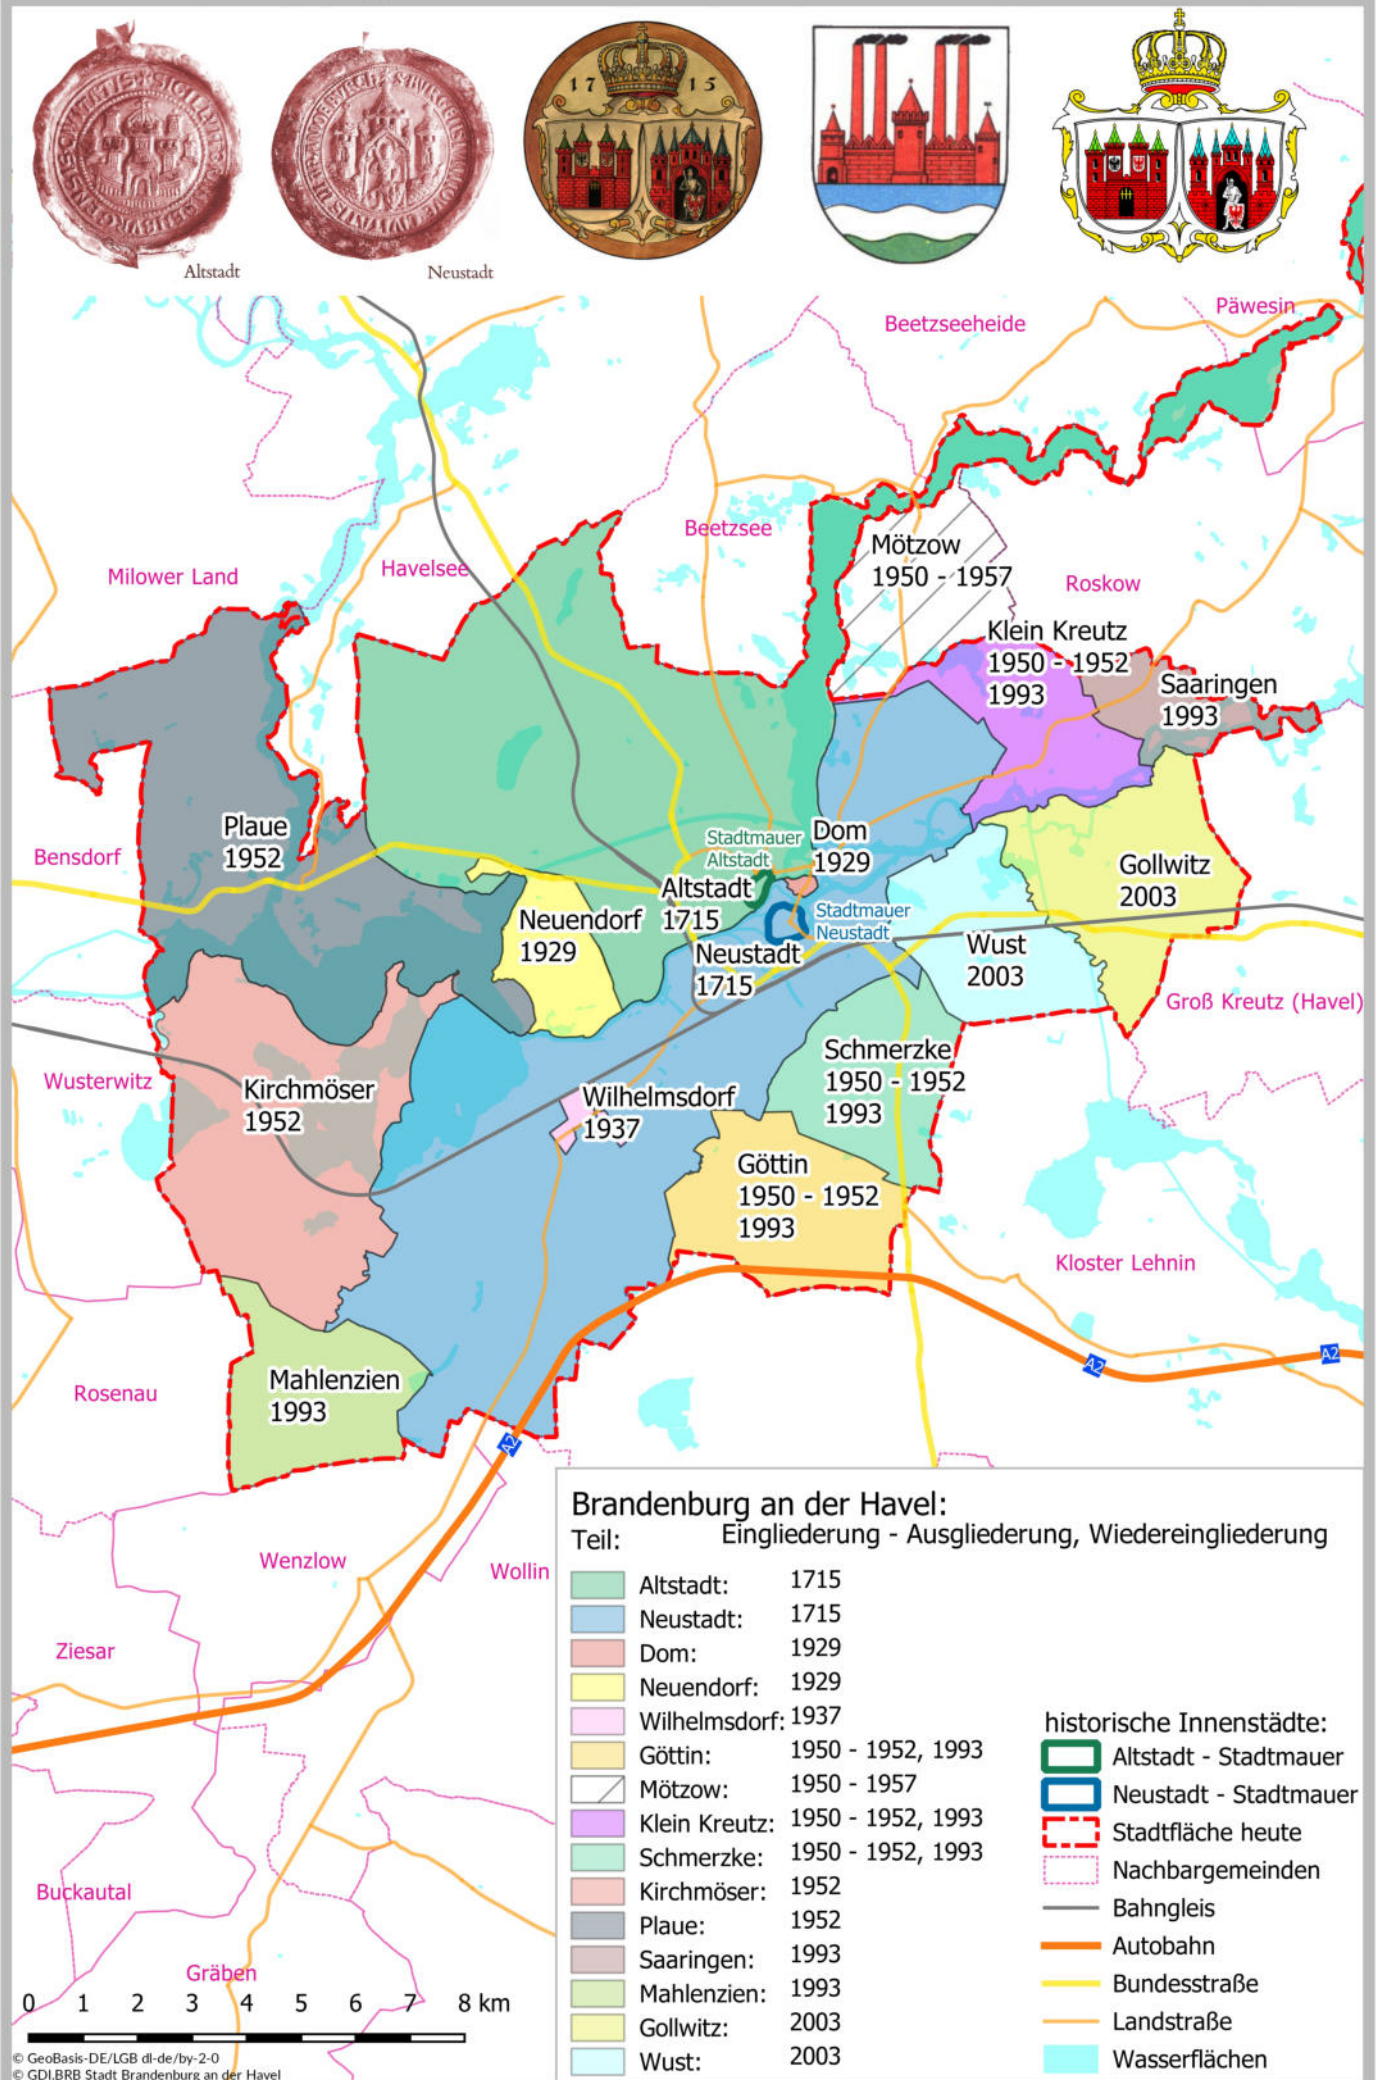 17 15
Altstadt
Neustadt
Päwesin
Beetzseeheide
Beetzsee
Mötzow
1950 - 1957
Havelsee
Milower Land
Roskow
Klein Kreutz
1950 - 1952
1993
Saaringen
1993
Plaue
1952
Bensdorf
Stadtmauer
Altstadt
Dom
1929
Gollwitz
2003
Altstadt
1715
Neuendorf
1929
Stadtmauer
Neustadt
Neustadt
1715
Wust
2003
Groß Kreutz (Havel)
Schmerzke
1950 - 1952
1993
Wusterwitz
Kirchmöser
1952
Wilhelmsdorf
1937
Göttin
1950 - 1952
1993
Kloster Lehnin
A2
A2
Mahlenzien
1993
Rosenau
A2
Wenzlow
Wollin
Ziesar
Buckautal
Gräben
0 1 2 3 4 5 6 7 8 km
© GeoBasis-DE/LGB dl-de/by-2-0
© GDI.BRB Stadt Brandenburg an der Havel
Brandenburg an der Havel:
Teil: Eingliederung - Ausgliederung, Wiedereingliederung
Altstadt: 1715
Neustadt: 1715
Dom: 1929
Neuendorf: 1929
Wilhelmsdorf: 1937
Göttin: 1950 - 1952, 1993
Mötzow: 1950 - 1957
Klein Kreutz: 1950 - 1952, 1993
Schmerzke: 1950 - 1952, 1993
Kirchmöser: 1952
Plaue: 1952
Saaringen: 1993
Mahlenzien: 1993
Gollwitz: 2003
Wust: 2003
historische Innenstädte:
Altstadt - Stadtmauer
Neustadt - Stadtmauer
Stadtfläche heute
Nachbargemeinden
Bahngleis
Autobahn
Bundesstraße
Landstraße
Wasserflächen